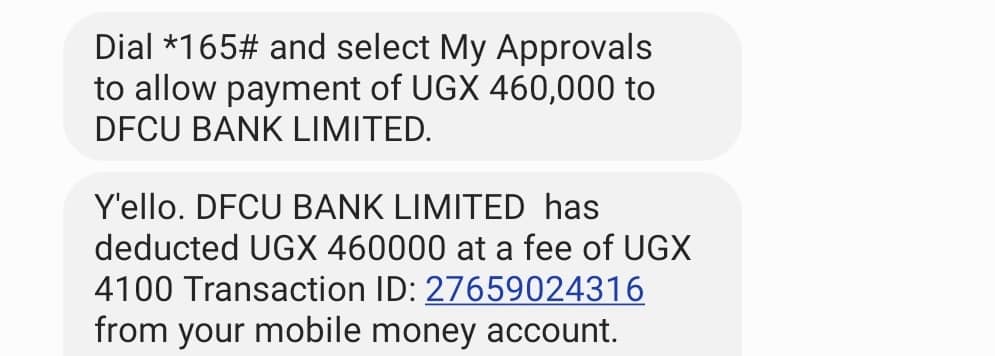 Dial *165# and select My Approvals
to allow payment of UGX 460,000 to
DFCU BANK LIMITED.
Y'ello. DFCU BANK LIMITED  has
deducted UGX 460000 at a fee of UGX
4100 Transaction ID: 27659024316
from your mobile money account.